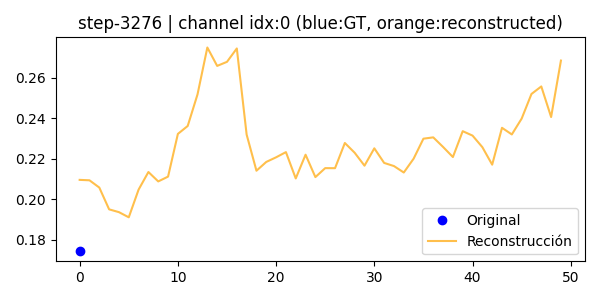 step-3276 | channel idx:0 (blue:GT, orange:reconstructed)
0.26
0.24
0.22
0.20
0.18
Original
Reconstrucción
0 10 20 30 40 50